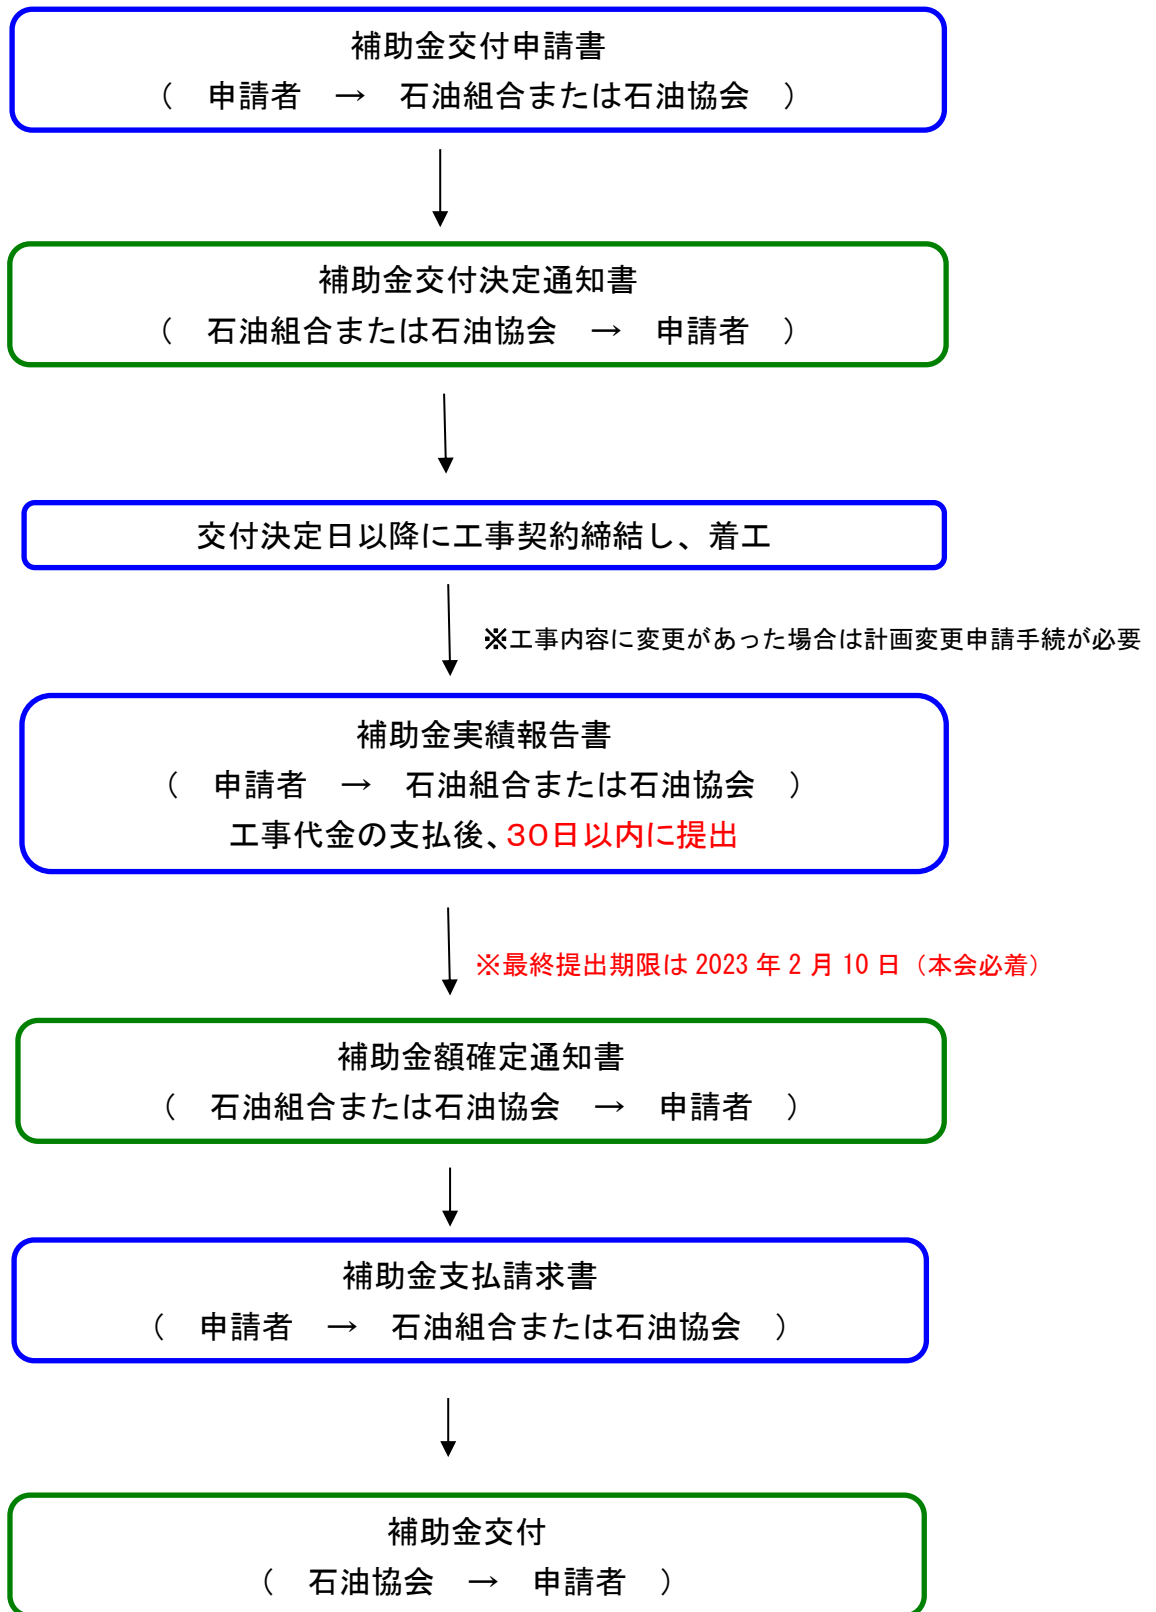 補助金交付申請書
（　申請者　→　石油組合または石油協会　）
補助金交付決定通知書
（　石油組合または石油協会　→　申請者　）
交付決定日以降に工事契約締結し、着工
※工事内容に変更があった場合は計画変更申請手続が必要
補助金実績報告書
（　申請者　→　石油組合または石油協会　）
工事代金の支払後、３０日以内に提出
※最終提出期限は 2023 年 2 月 10 日（本会必着）
補助金額確定通知書
（　石油組合または石油協会　→　申請者　）
補助金支払請求書
（　申請者　→　石油組合または石油協会　）
補助金交付
（　石油協会　→　申請者　）